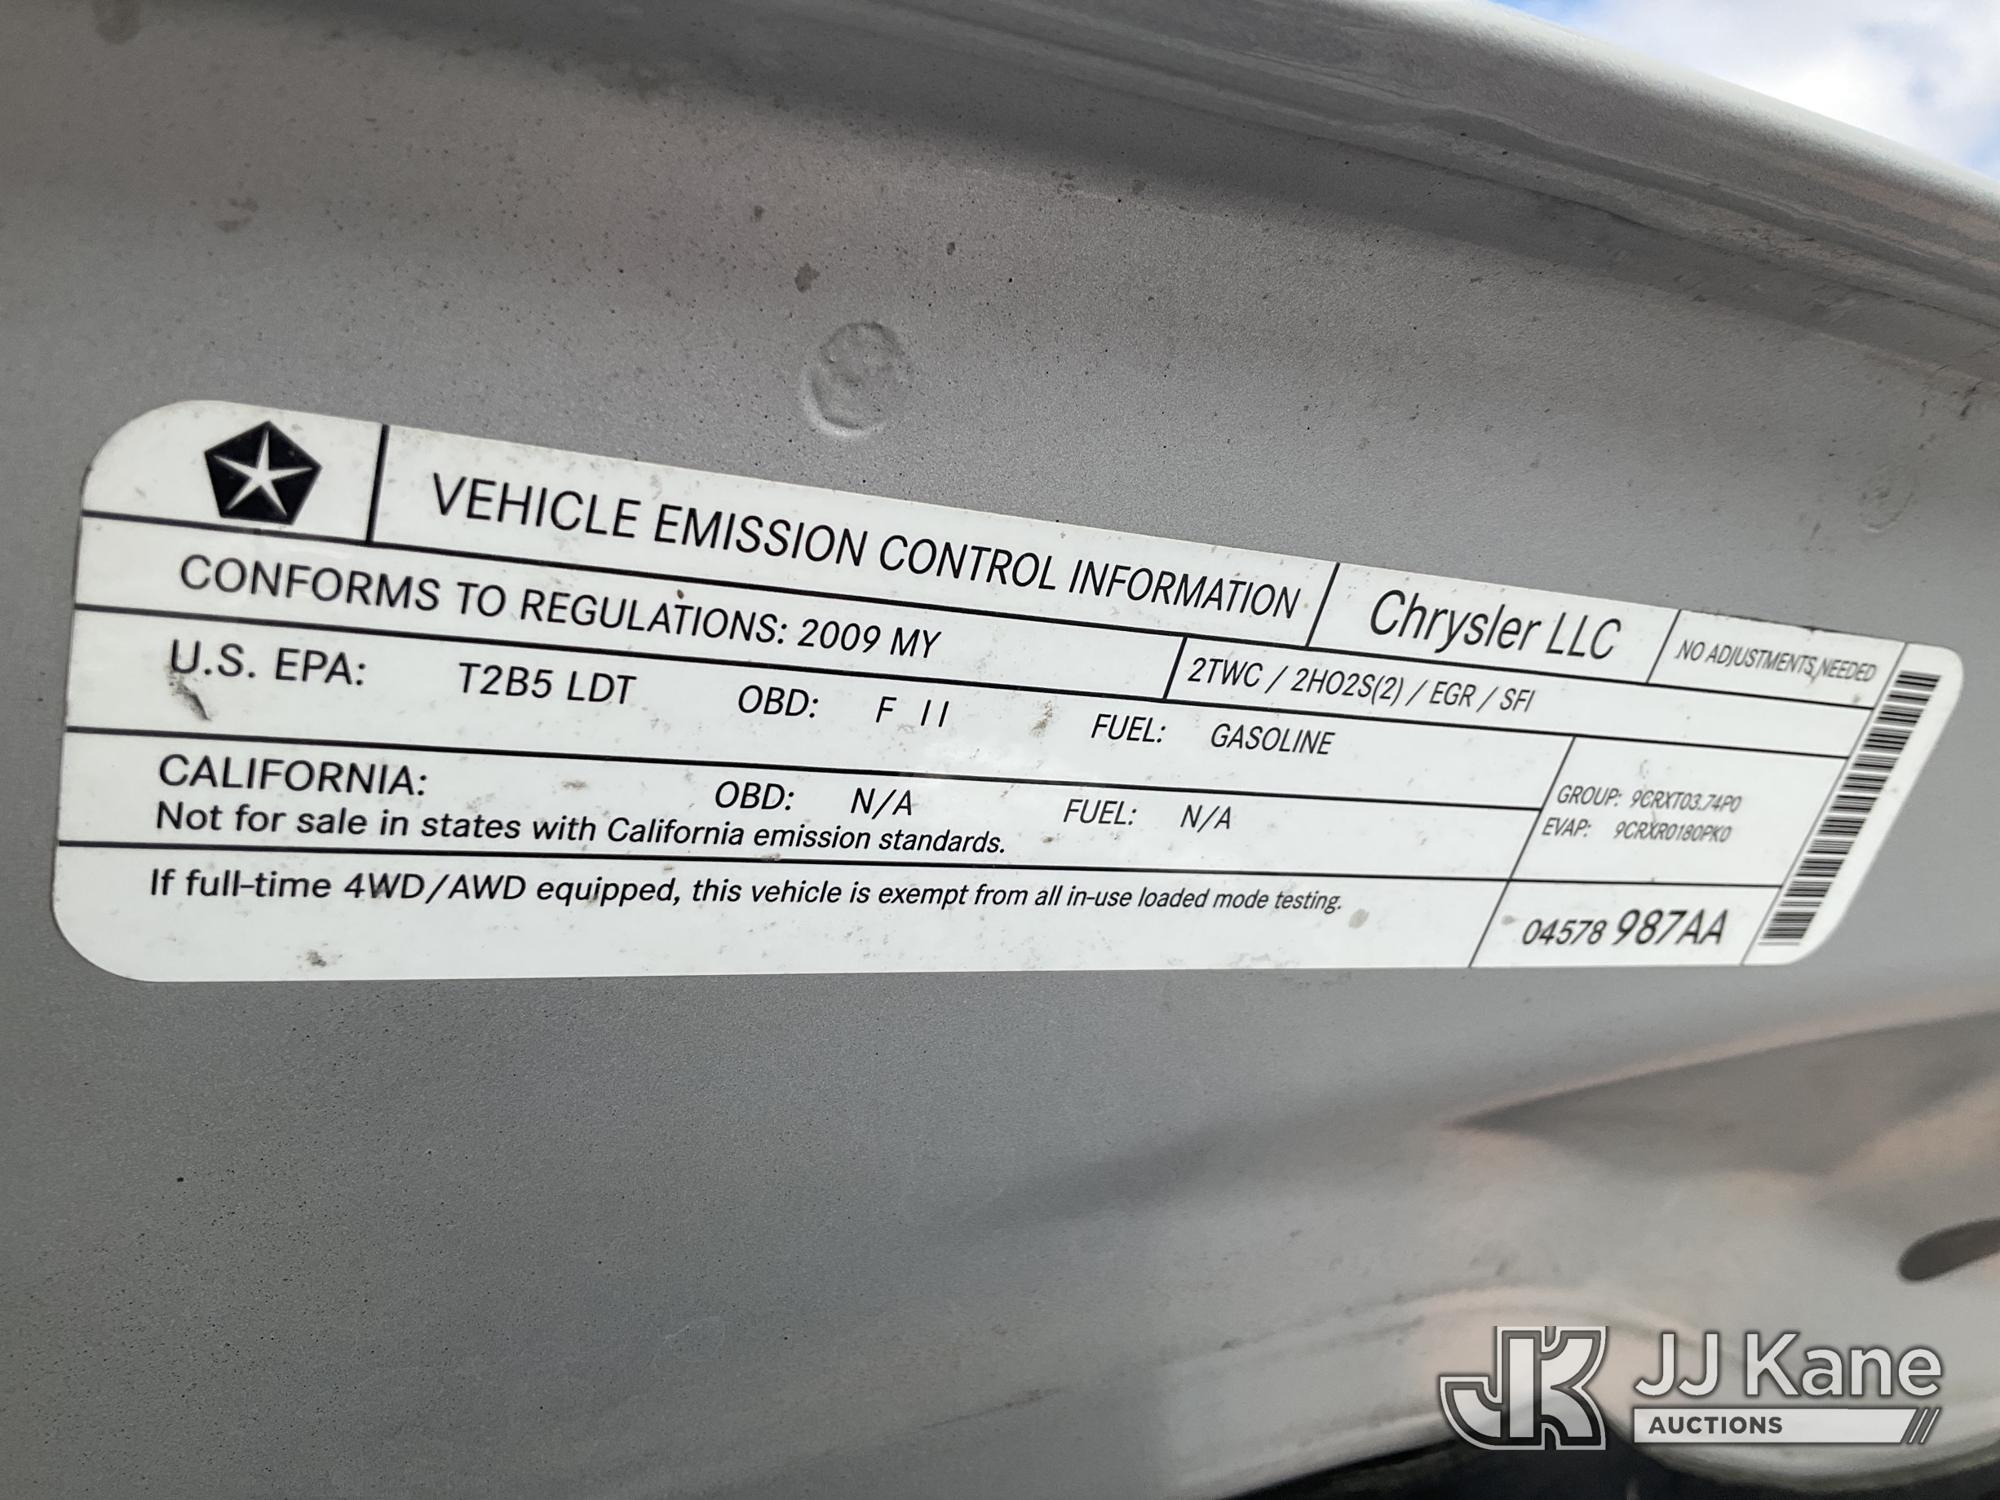 VEHICLE EMISSION CONTROL INFORMATION
Chrysler LLC
NO ADJUSTMENTS NEEDED
CONFORMS TO REGULATIONS: 2009 MY
2TWC / 2HO2S(2) / EGR / SFI
U.S. EPA: T2B5 LDT OBD: F II FUEL: GASOLINE
CALIFORNIA: OBD: N/A FUEL: N/A
Not for sale in states with California emission standards.
GROUP: 9CRXT03.74P0
EVAP: 9CRXR0180PK0
If full-time 4WD/AWD equipped, this vehicle is exempt from all in-use loaded mode testing.
04578 987AA
JK JJ Kane
AUCTIONS